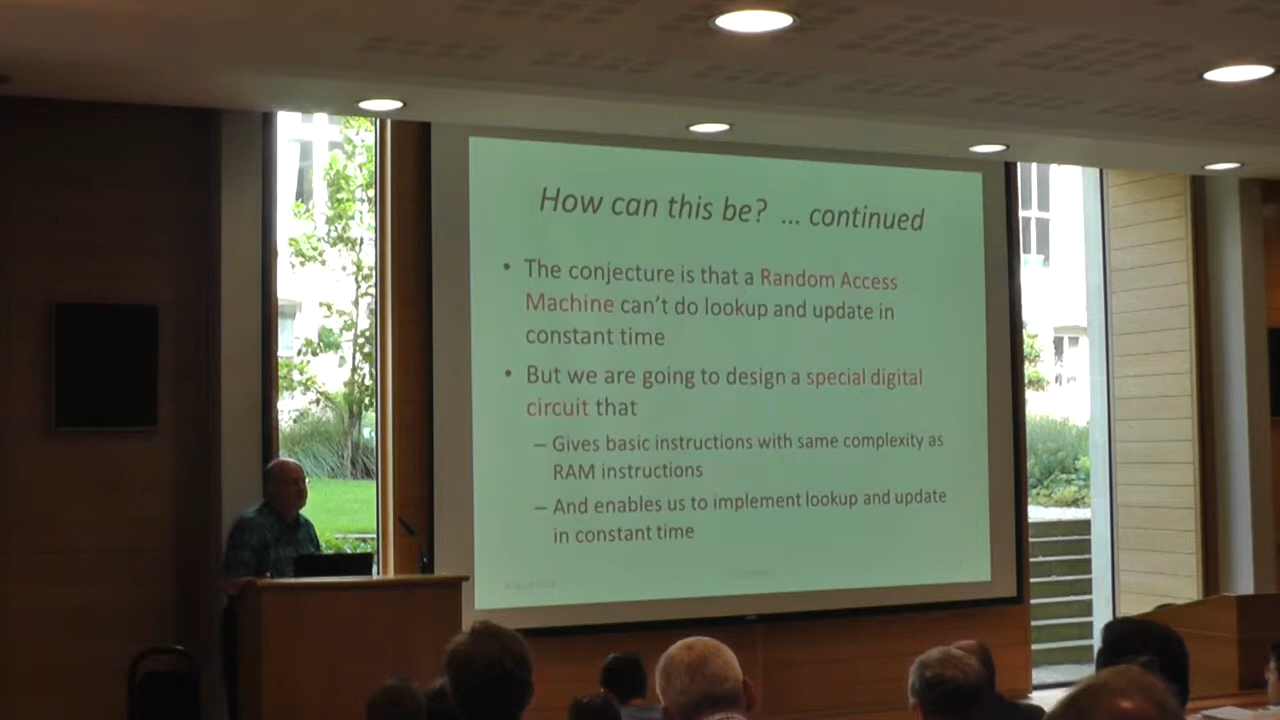 How can this be? ... continued
• The conjecture is that a Random Access
Machine can't do lookup and update in
constant time
• But we are going to design a special digital
circuit that
– Gives basic instructions with same complexity as
RAM instructions
– And enables us to implement lookup and update
in constant time